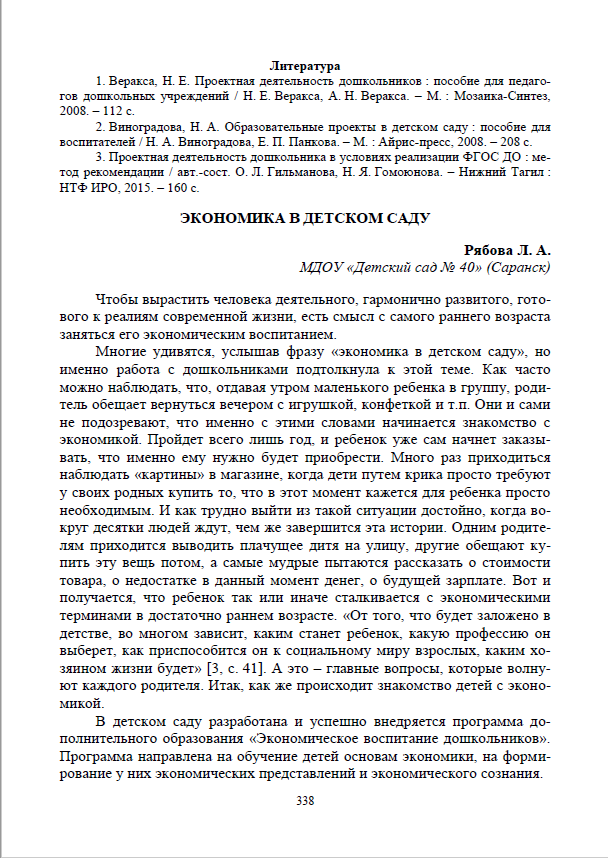 Литература
1. Веракса, Н. Е. Проектная деятельность дошкольников : пособие для педаго-
гов дошкольных учреждений / Н. Е. Веракса, А. Н. Веракса. – М. : Мозаика-Синтез,
2008. – 112 с.
2. Виноградова, Н. А. Образовательные проекты в детском саду : пособие для
воспитателей / Н. А. Виноградова, Е. П. Панкова. – М. : Айрис-пресс, 2008. – 208 с.
3. Проектная деятельность дошкольника в условиях реализации ФГОС ДО : ме-
тод рекомендации / авт.-сост. О. Л. Гильманова, Н. Я. Гомоюнова. – Нижний Тагил :
НТФ ИРО, 2015. – 160 с.
ЭКОНОМИКА В ДЕТСКОМ САДУ
Рябова Л. А.
МДОУ «Детский сад № 40» (Саранск)
Чтобы вырастить человека деятельного, гармонично развитого, гото-
вого к реалиям современной жизни, есть смысл с самого раннего возраста
заняться его экономическим воспитанием.
Многие удивятся, услышав фразу «экономика в детском саду», но
именно работа с дошкольниками подтолкнула к этой теме. Как часто
можно наблюдать, что, отдавая утром маленького ребенка в группу, роди-
тель обещает вернуться вечером с игрушкой, конфеткой и т.п. Они и сами
не подозревают, что именно с этими словами начинается знакомство с
экономикой. Пройдет всего лишь год, и ребенок уже сам начнет заказы-
вать, что именно ему нужно будет приобрести. Много раз приходиться
наблюдать «картины» в магазине, когда дети путем крика просто требуют
у своих родных купить то, что в этот момент кажется для ребенка просто
необходимым. И как трудно выйти из такой ситуации достойно, когда во-
круг десятки людей ждут, чем же завершится эта истории. Одним родите-
лям приходится выводить плачущее дитя на улицу, другие обещают ку-
пить эту вещь потом, а самые мудрые пытаются рассказать о стоимости
товара, о недостатке в данный момент денег, о будущей зарплате. Вот и
получается, что ребенок так или иначе сталкивается с экономическими
терминами в достаточно раннем возрасте. «От того, что будет заложено в
детстве, во многом зависит, каким станет ребенок, какую профессию он
выберет, как приспособится он к социальному миру взрослых, каким хо-
зяином жизни будет» [3, с. 41]. А это – главные вопросы, которые волну-
ют каждого родителя. Итак, как же происходит знакомство детей с эконо-
микой.
В детском саду разработана и успешно внедряется программа до-
полнительного образования «Экономическое воспитание дошкольников».
Программа направлена на обучение детей основам экономики, на форми-
рование у них экономических представлений и экономического сознания.
338